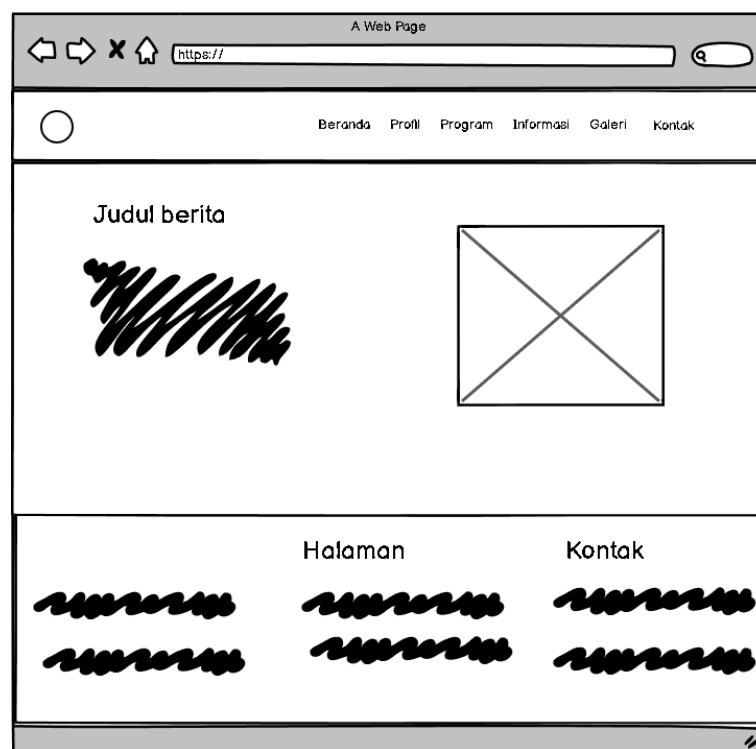 A Web Page
https://
Beranda Profil Program Informasi Galeri Kontak
Judul berita
Halaman Kontak